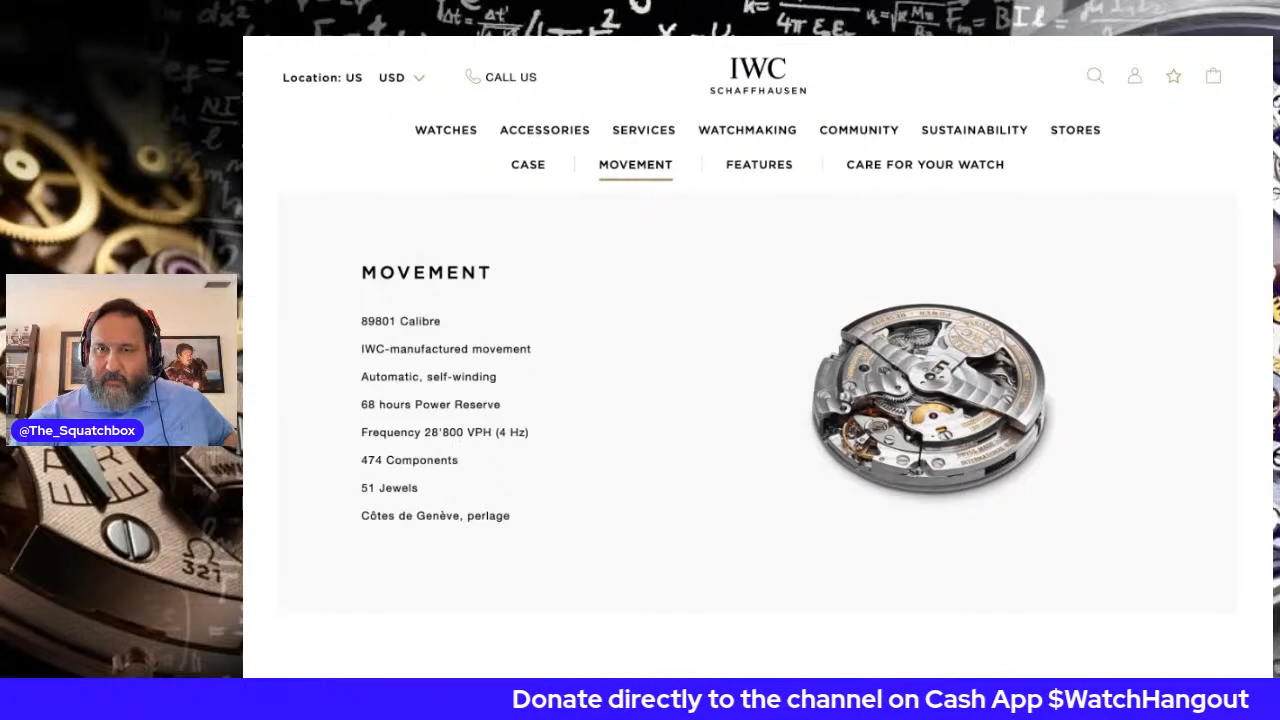 Location: US USD CALL US
IWC
SCHAFFHAUSEN
WATCHES ACCESSORIES SERVICES WATCHMAKING COMMUNITY SUSTAINABILITY STORES
CASE MOVEMENT FEATURES CARE FOR YOUR WATCH
MOVEMENT
89801 Calibre
IWC-manufactured movement
Automatic, self-winding
68 hours Power Reserve
Frequency 28'800 VPH (4 Hz)
474 Components
51 Jewels
Côtes de Genève, perlage
@The_Squatchbox
321
Donate directly to the channel on Cash App $WatchHangout